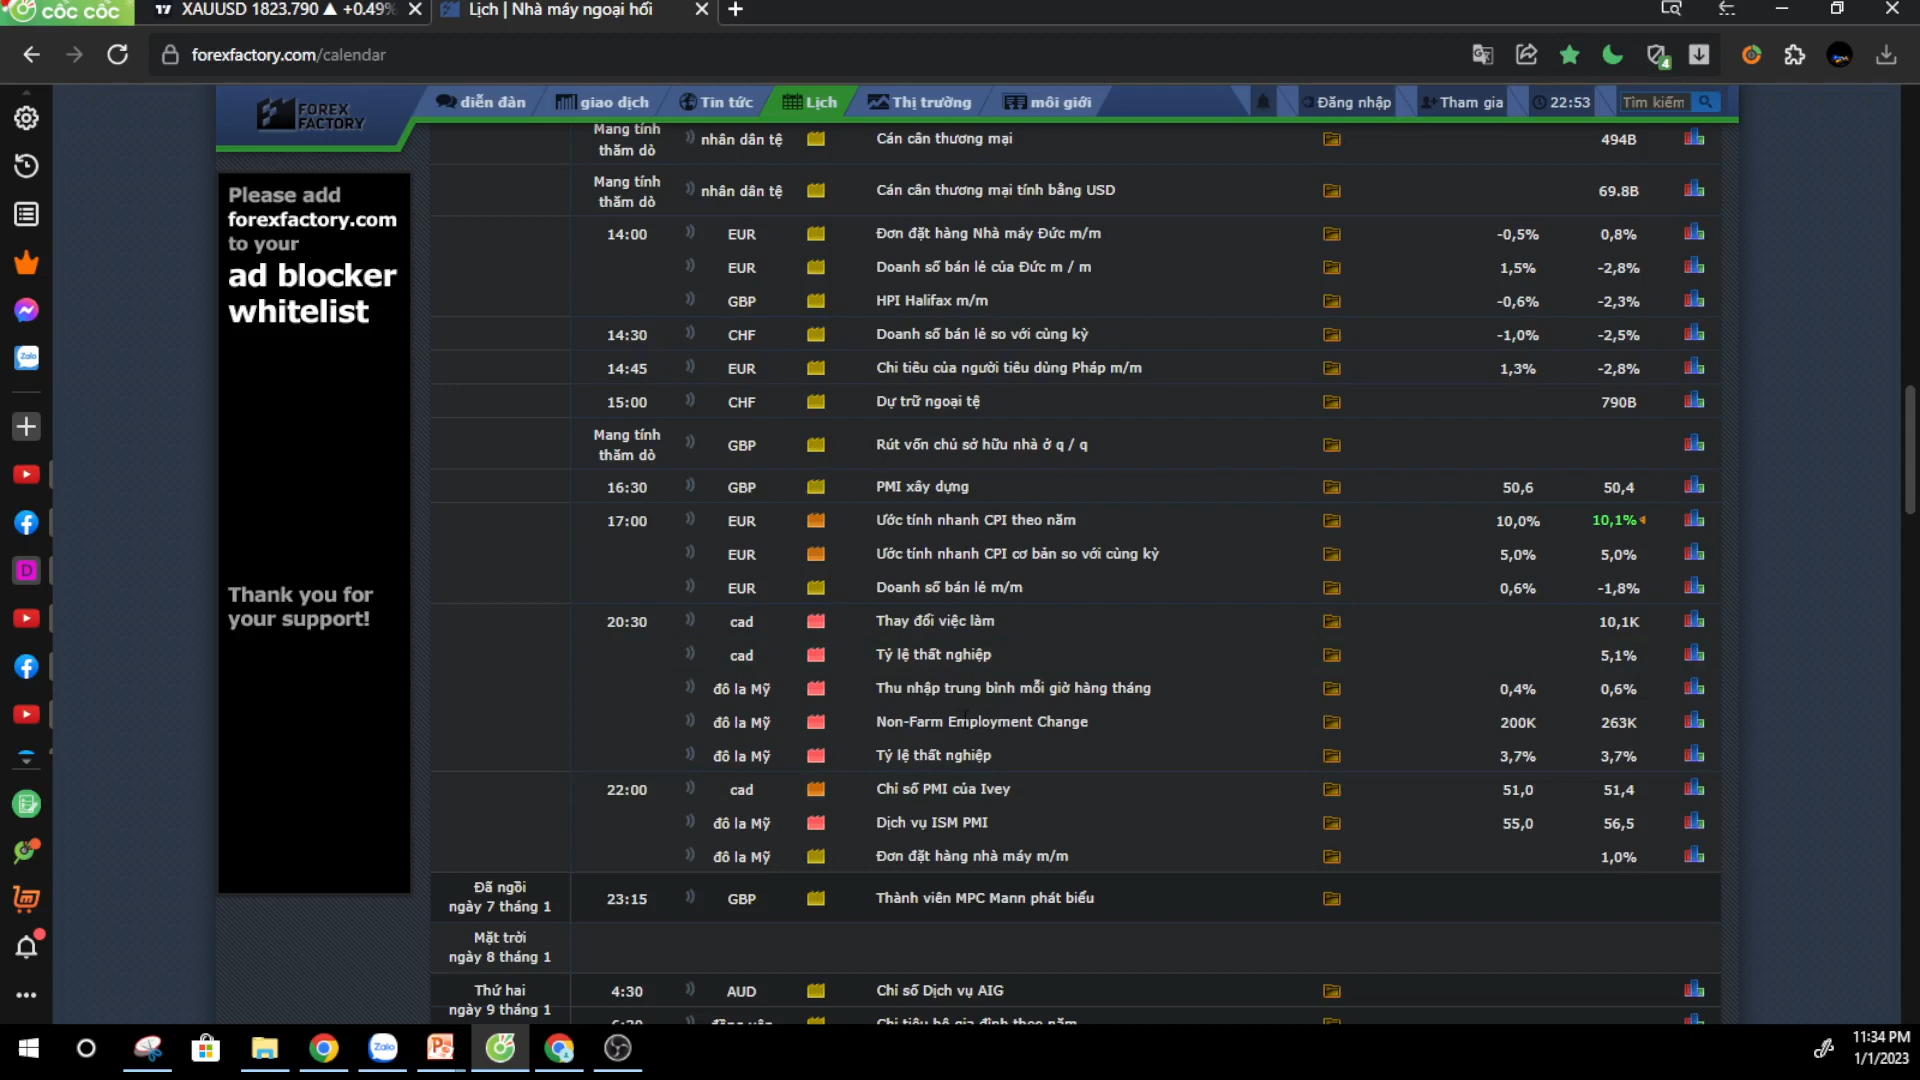 cốc cốc
XAUUSD 1823.790 ▲ +0.49%
Lịch | Nhà máy ngoại hối
forexfactory.com/calendar
4
FOREX
FACTORY
diễn đàn
giao dịch
Tin tức
Lịch
Thị trường
môi giới
Đăng nhập
Tham gia
22:53
Tìm kiếm
Please add
forexfactory.com
to your
ad blocker
whitelist
Thank you for
your support!
Mang tính
thăm dò
nhân dân tệ Cán cân thương mại 494B
Mang tính
thăm dò
nhân dân tệ Cán cân thương mại tính bằng USD 69.8B
14:00 EUR Đơn đặt hàng Nhà máy Đức m/m -0,5% 0,8%
EUR Doanh số bán lẻ của Đức m / m 1,5% -2,8%
GBP HPI Halifax m/m -0,6% -2,3%
14:30 CHF Doanh số bán lẻ so với cùng kỳ -1,0% -2,5%
14:45 EUR Chi tiêu của người tiêu dùng Pháp m/m 1,3% -2,8%
15:00 CHF Dự trữ ngoại tệ 790B
Mang tính
thăm dò
GBP Rút vốn chủ sở hữu nhà ở q / q
16:30 GBP PMI xây dựng 50,6 50,4
17:00 EUR Ước tính nhanh CPI theo năm 10,0% 10,1%
EUR Ước tính nhanh CPI cơ bản so với cùng kỳ 5,0% 5,0%
EUR Doanh số bán lẻ m/m 0,6% -1,8%
20:30 cad Thay đổi việc làm 10,1K
cad Tỷ lệ thất nghiệp 5,1%
đô la Mỹ Thu nhập trung bình mỗi giờ hàng tháng 0,4% 0,6%
đô la Mỹ Non-Farm Employment Change 200K 263K
đô la Mỹ Tỷ lệ thất nghiệp 3,7% 3,7%
22:00 cad Chỉ số PMI của Ivey 51,0 51,4
đô la Mỹ Dịch vụ ISM PMI 55,0 56,5
đô la Mỹ Đơn đặt hàng nhà máy m/m 1,0%
Đã ngồi
ngày 7 tháng 1
23:15 GBP Thành viên MPC Mann phát biểu
Mặt trời
ngày 8 tháng 1
Thứ hai
ngày 9 tháng 1
4:30 AUD Chỉ số Dịch vụ AIG
Zalo
D
Zalo
11:34 PM
1/1/2023